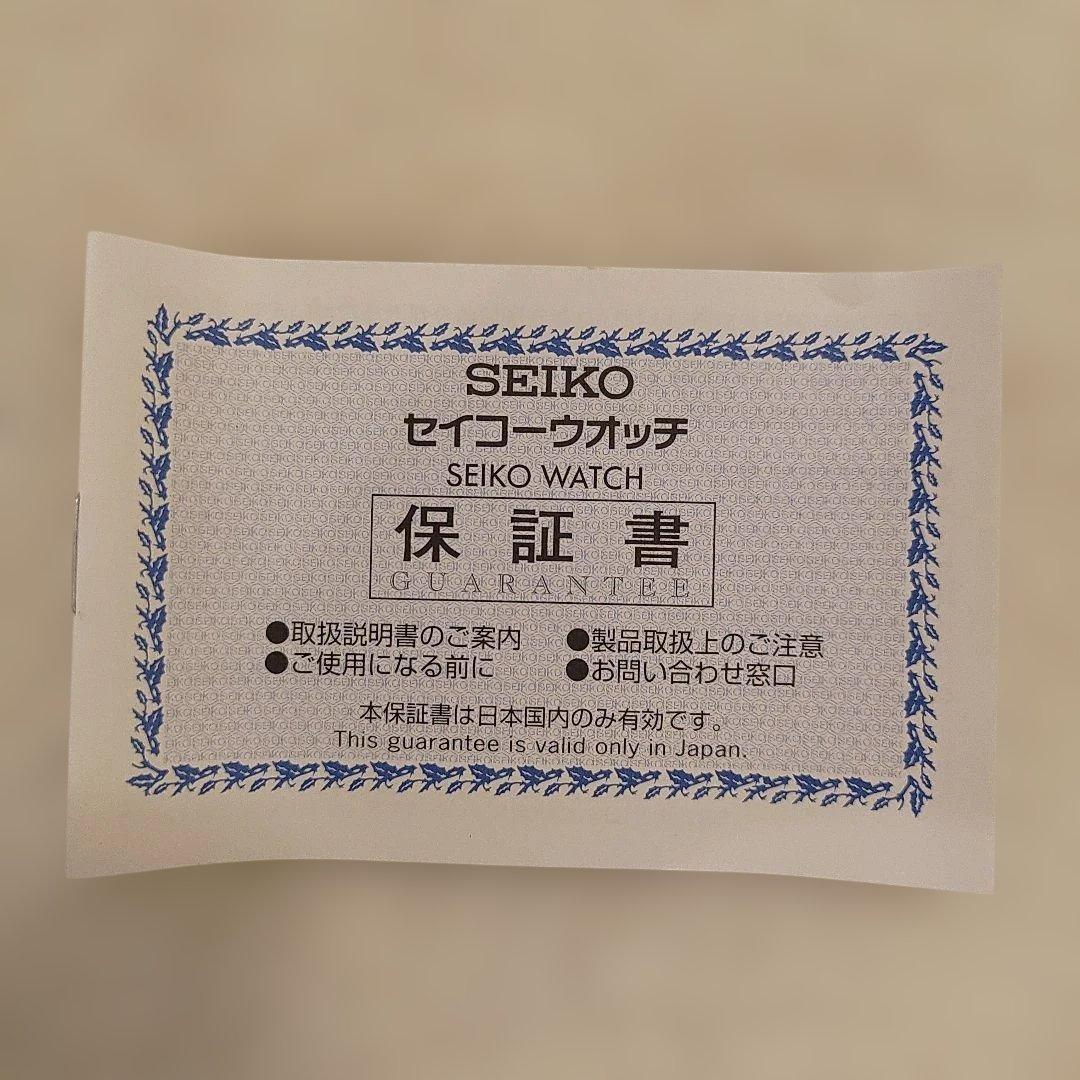 SEIKO
セイコーウオッチ
SEIKO WATCH
保証書
GUARANTEE
●取扱説明書のご案内 ●製品取扱上のご注意
●ご使用になる前に ●お問い合わせ窓口
本保証書は日本国内のみ有効です。
This guarantee is valid only in Japan.